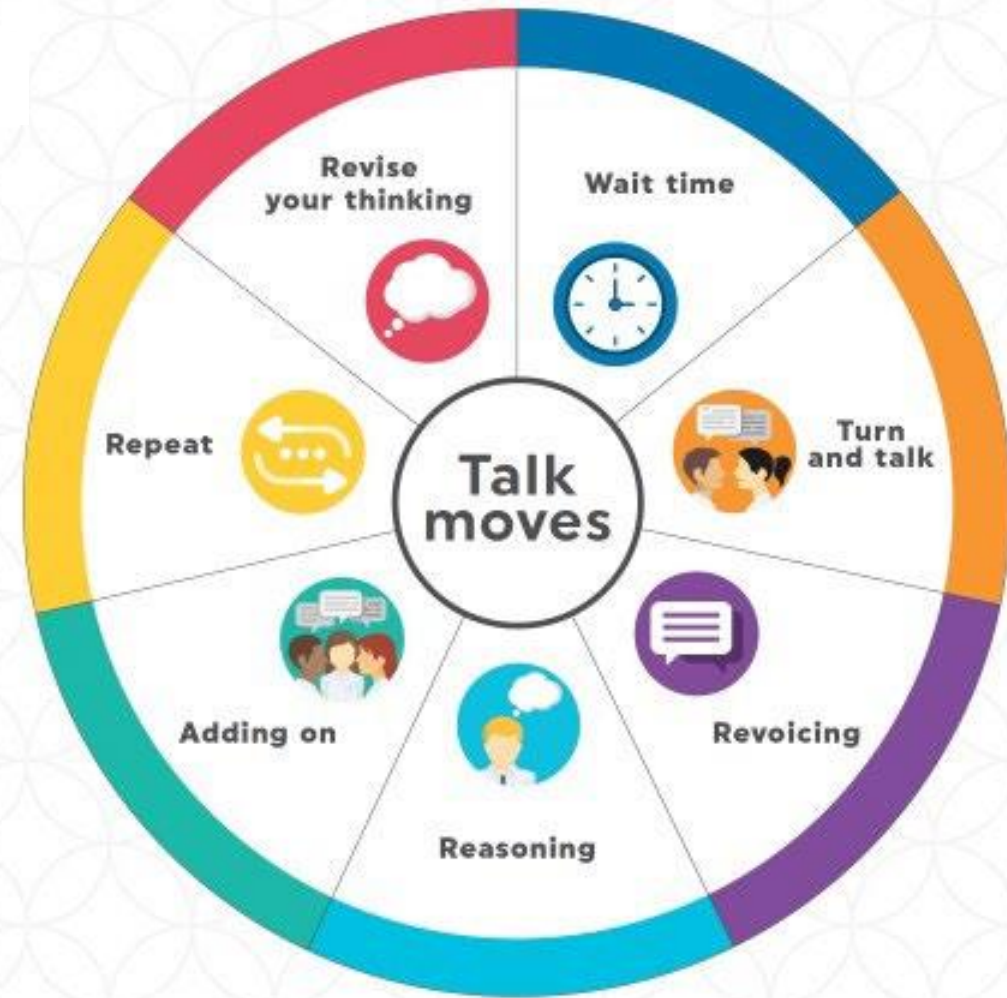 Talk
moves
Wait time
Turn
and talk
Revoicing
Reasoning
Adding on
Repeat
Revise
your thinking